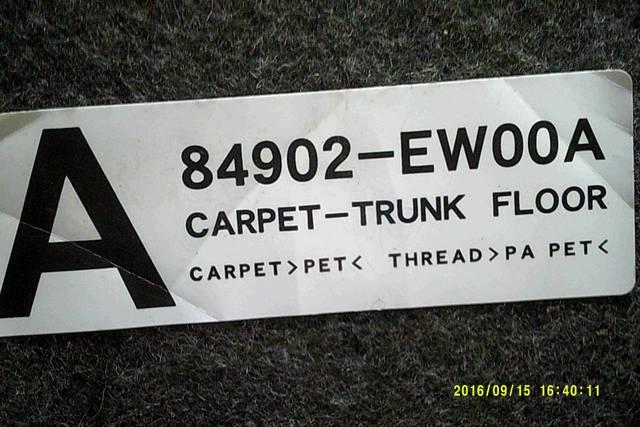 A
84902-EW00A
CARPET-TRUNK FLOOR
CARPET>PET< THREAD>PA PET<
2016/09/15 16:40:11